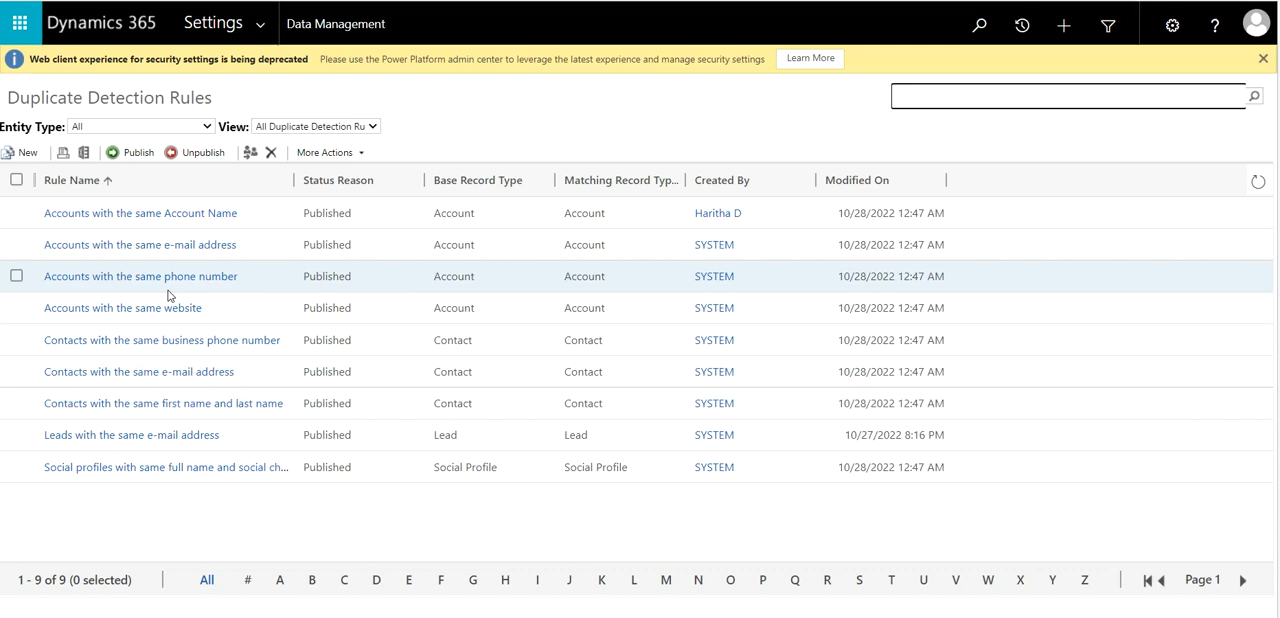 Dynamics 365 Settings Data Management ?
i Web client experience for security settings is being deprecated Please use the Power Platform admin center to leverage the latest experience and manage security settings Learn More
Duplicate Detection Rules
Entity Type: All View: All Duplicate Detection Ru
New Publish Unpublish More Actions
Rule Name Status Reason Base Record Type Matching Record Typ... Created By Modified On
Accounts with the same Account Name Published Account Account Haritha D 10/28/2022 12:47 AM
Accounts with the same e-mail address Published Account Account SYSTEM 10/28/2022 12:47 AM
Accounts with the same phone number Published Account Account SYSTEM 10/28/2022 12:47 AM
Accounts with the same website Published Account Account SYSTEM 10/28/2022 12:47 AM
Contacts with the same business phone number Published Contact Contact SYSTEM 10/28/2022 12:47 AM
Contacts with the same e-mail address Published Contact Contact SYSTEM 10/28/2022 12:47 AM
Contacts with the same first name and last name Published Contact Contact SYSTEM 10/28/2022 12:47 AM
Leads with the same e-mail address Published Lead Lead SYSTEM 10/27/2022 8:16 PM
Social profiles with same full name and social ch... Published Social Profile Social Profile SYSTEM 10/28/2022 12:47 AM
1 - 9 of 9 (0 selected) All # A B C D E F G H I J K L M N O P Q R S T U V W X Y Z Page 1